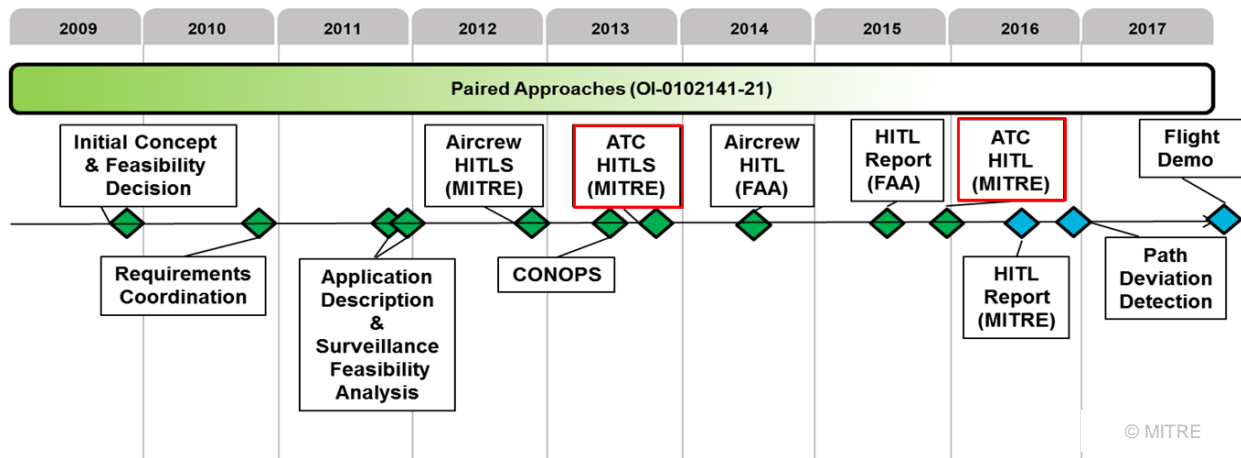 2009
2010
2011
2012
2013
2014
2015
2016
2017
Paired Approaches (OI-0102141-21)
Initial Concept
& Feasibility
Decision
Aircrew
HITLS
(MITRE)
ATC
HITLS
(MITRE)
Aircrew
HITL
(FAA)
HITL
Report
(FAA)
ATC
HITL
(MITRE)
Flight
Demo
Requirements
Coordination
Application
Description
&
Surveillance
Feasibility
Analysis
CONOPS
HITL
Report
(MITRE)
Path
Deviation
Detection
© MITRE